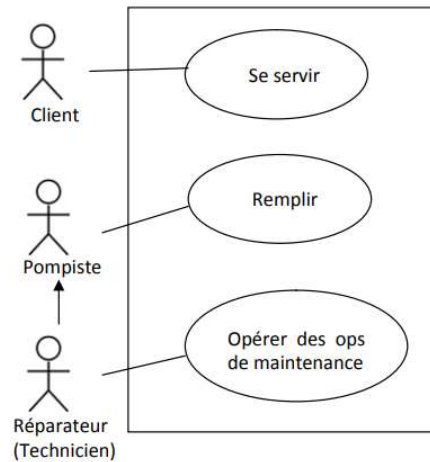 Se servir
Client
Remplir
Pompiste
Opérer des ops
de maintenance
Réparateur
(Technicien)